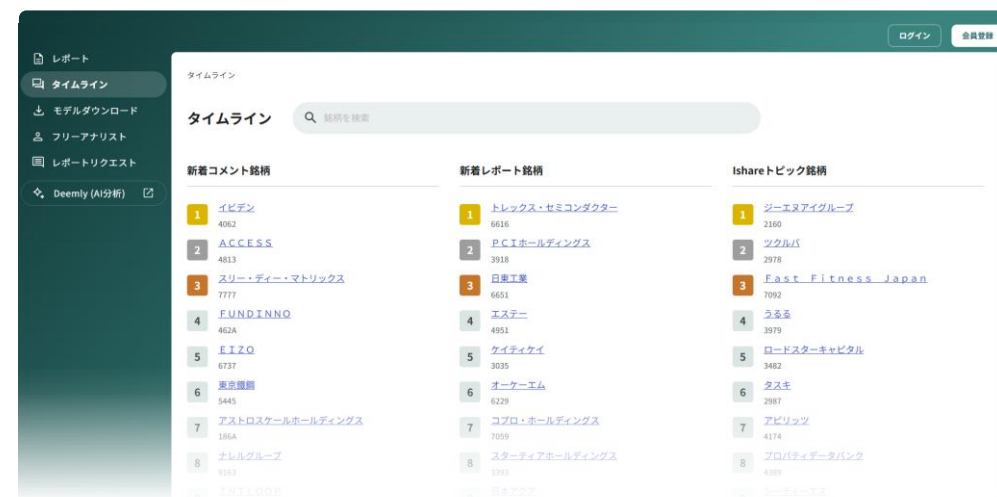 ログイン
会員登録
レポート
タイムライン
モデルダウンロード
フリーアナリスト
レポートリクエスト
Deemly (AI分析)
タイムライン
タイムライン
銘柄を検索
新着コメント銘柄
1 イビデン
4062
2 ACCESS
4813
3 スリー・ディー・マトリックス
7777
4 FUNDINNO
462A
5 EIZO
6737
6 東京鐵鋼
5445
7 アストロスケールホールディングス
186A
8 ナレルグループ
9163
新着レポート銘柄
1 トレックス・セミコンダクター
6616
2 PCIホールディングス
3918
3 日東工業
6651
4 エステー
4951
5 ケイティケイ
3035
6 オーケーエム
6229
7 コプロ・ホールディングス
7059
8 スターティアホールディングス
3393
日本アクア
Ishareトピック銘柄
1 ジーエヌアイグループ
2160
2 ツクルバ
2978
3 Fast Fitness Japan
7092
4 うるる
3979
5 ロードスターキャピタル
3482
6 タスキ
2987
7 アピリッツ
4174
8 プロパティデータバンク
4389